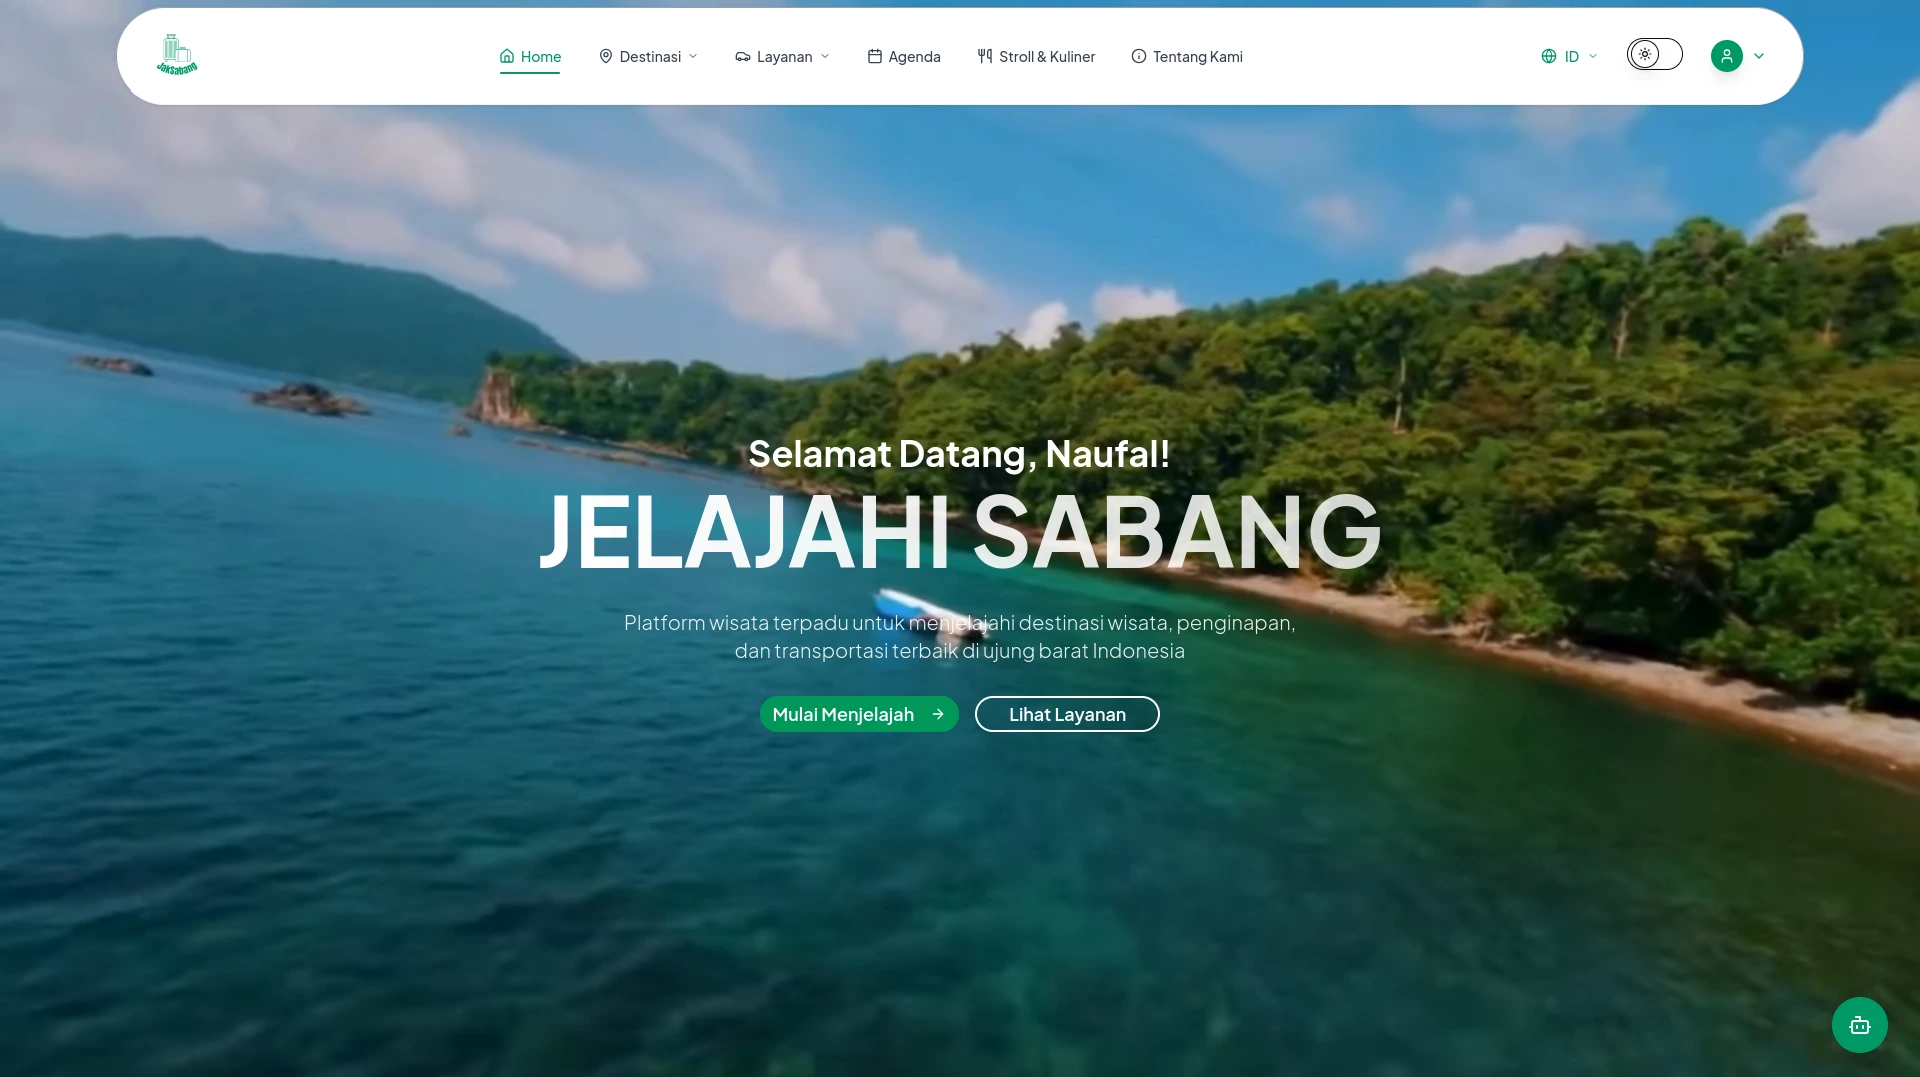 JakSabang
Home
Destinasi
Layanan
Agenda
Stroll & Kuliner
Tentang Kami
ID
Selamat Datang, Naufal!
JELAJAHI SABANG
Platform wisata terpadu untuk menjelajahi destinasi wisata, penginapan,
dan transportasi terbaik di ujung barat Indonesia
Mulai Menjelajah
Lihat Layanan